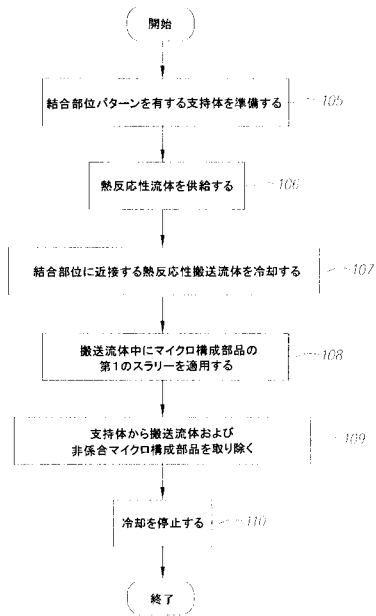 開始
結合部位パターンを有する支持体を準備する 105
熱反応性流体を供給する 106
結合部位に近接する熱反応性搬送流体を冷却する 107
搬送流体中にマイクロ構成部品の
第1のスラリーを適用する 108
支持体から搬送流体および
非係合マイクロ構成部品を取り除く 109
冷却を停止する 110
終了